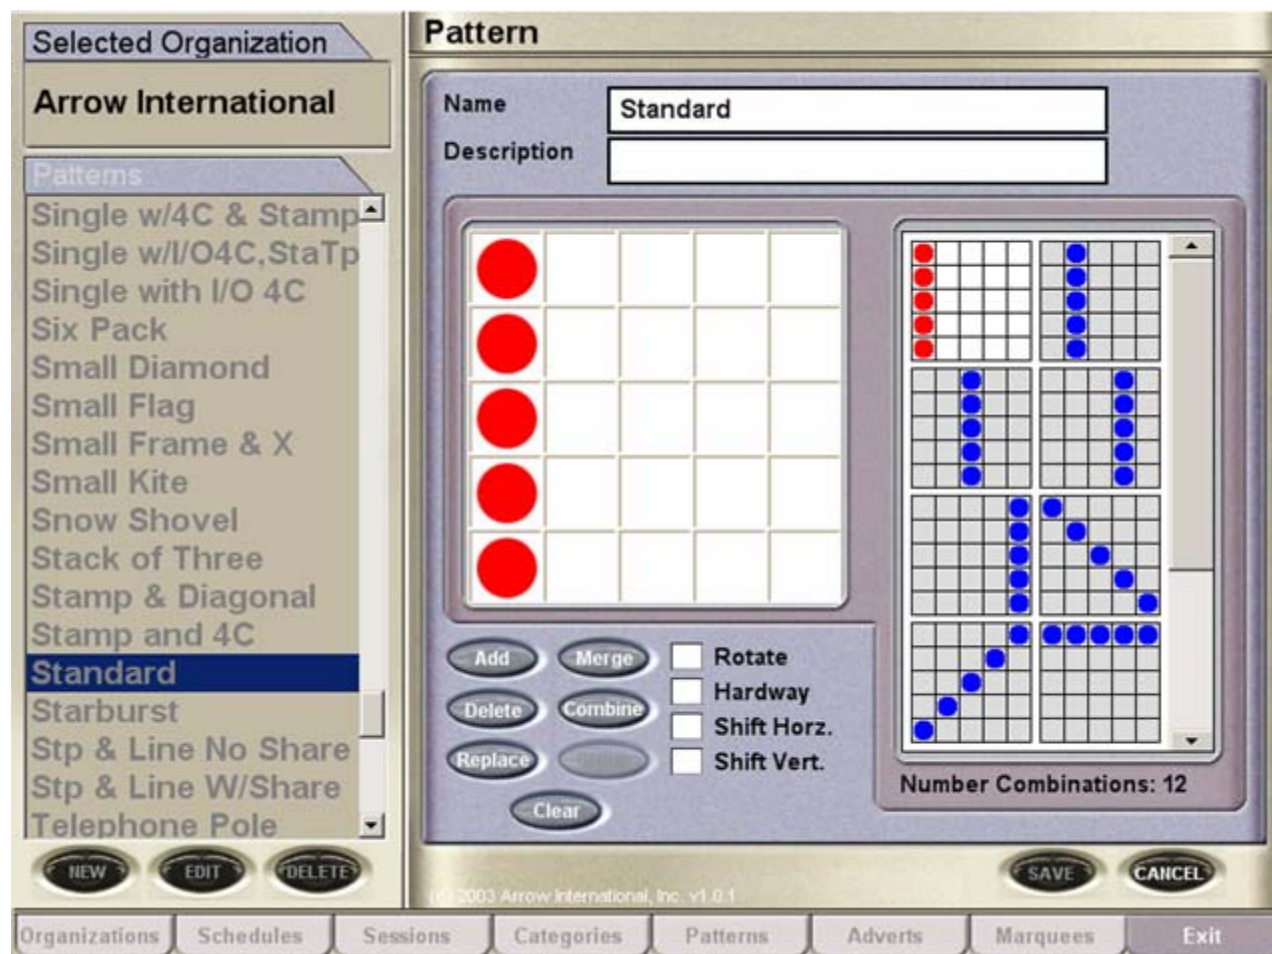 Selected Organization
Arrow International
Patterns
Single w/4C & Stamp
Single w/I/O4C,StaTp
Single with I/O 4C
Six Pack
Small Diamond
Small Flag
Small Frame & X
Small Kite
Snow Shovel
Stack of Three
Stamp & Diagonal
Stamp and 4C
Standard
Starburst
Stp & Line No Share
Stp & Line W/Share
Telephone Pole
NEW EDIT DELETE
Pattern
Name Standard
Description
Add Merge Rotate
Hardway
Delete Combine
Shift Horz.
Replace Shift Vert.
Clear
Number Combinations: 12
SAVE CANCEL
(c) 2003 Arrow International, Inc. v1.0.1
Organizations Schedules Sessions Categories Patterns Adverts Marquees Exit